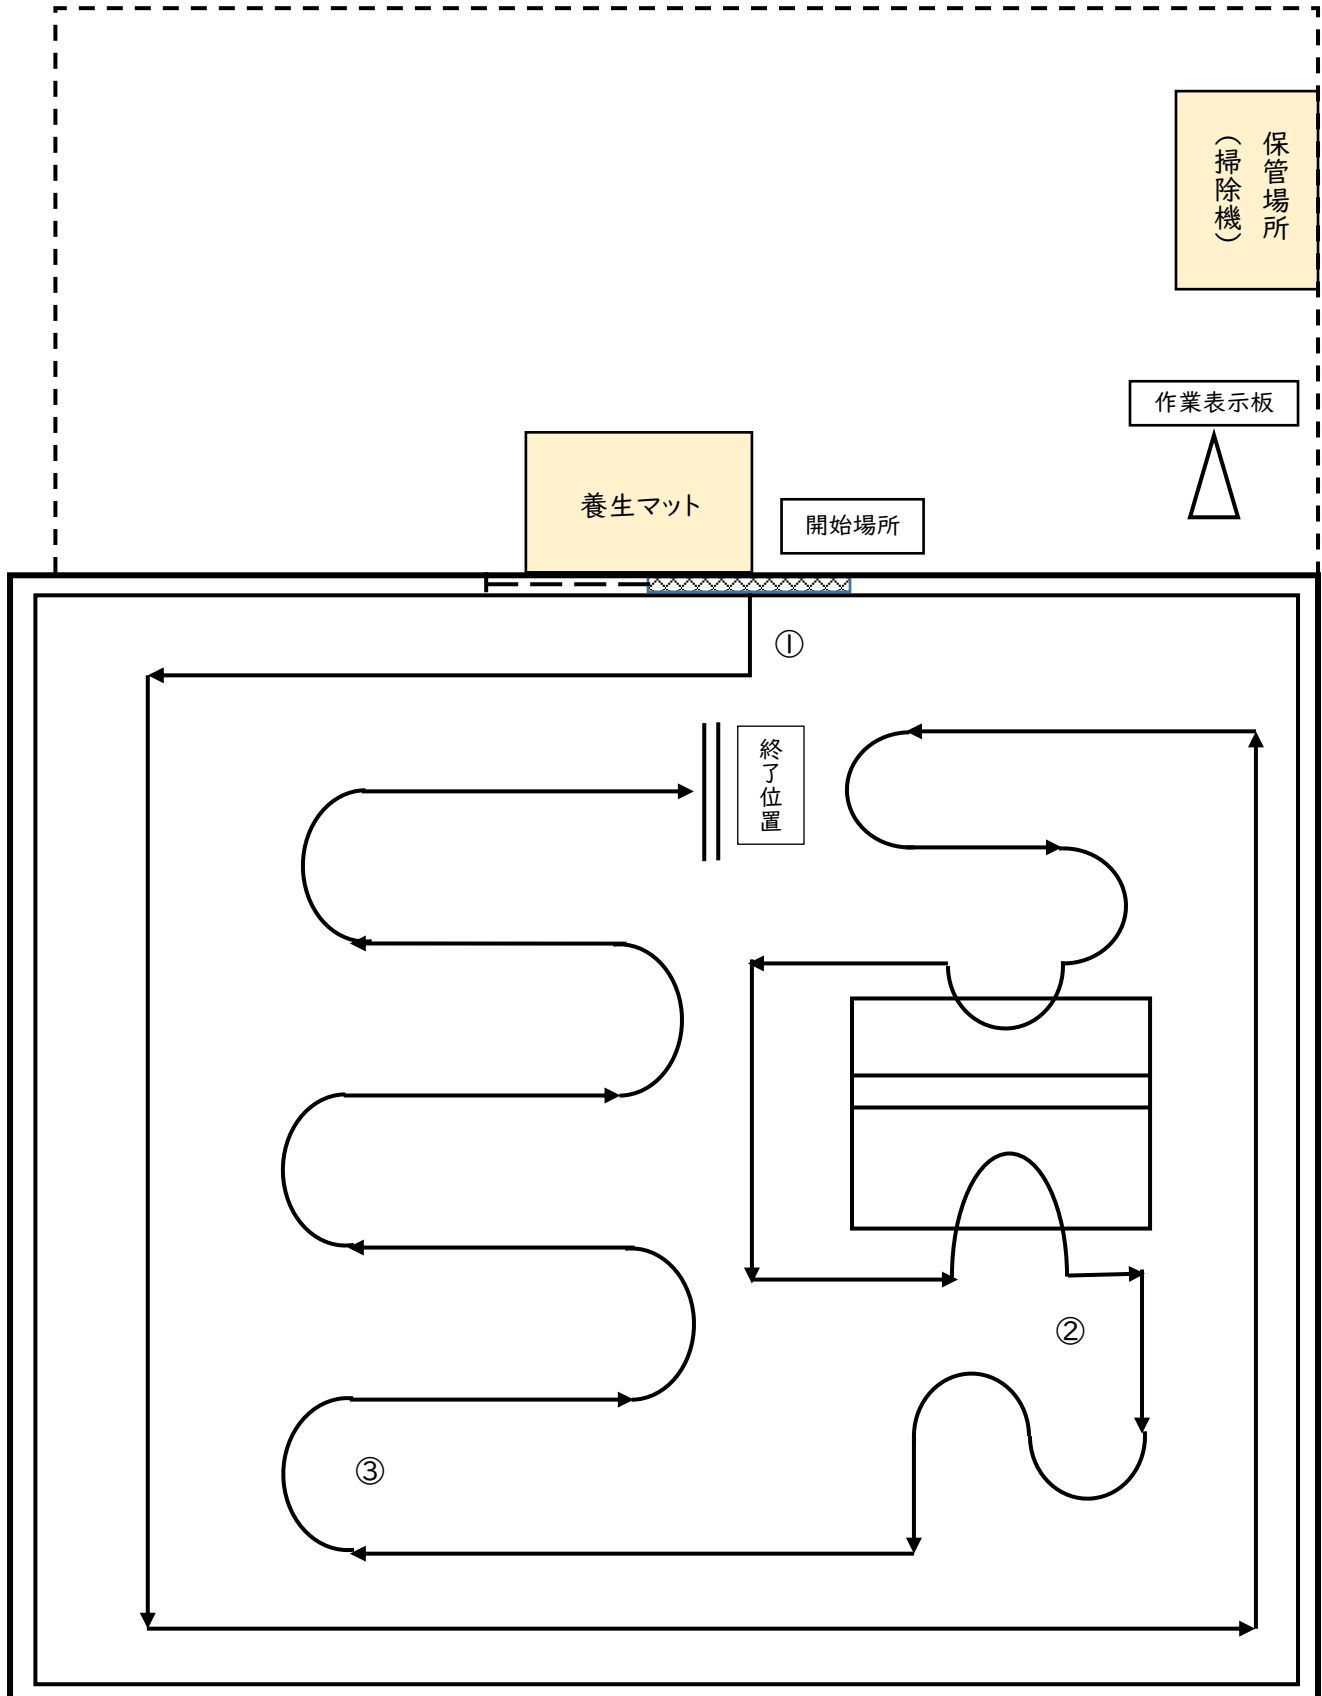 保管場所
（掃除機）
作業表示板
養生マット
開始場所
①
終了位置
②
③